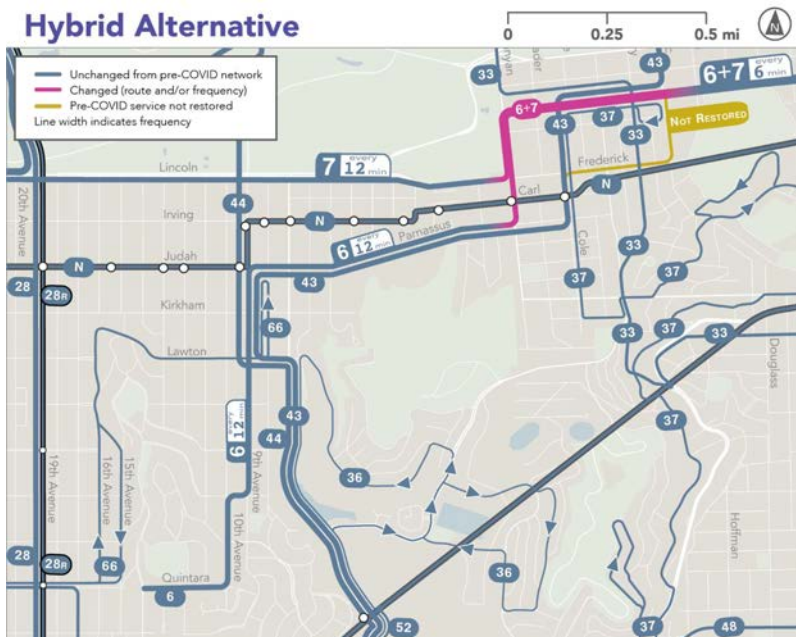 Hybrid Alternative
0 0.25 0.5 mi
N
Unchanged from pre-COVID network
Changed (route and/or frequency)
Pre-COVID service not restored
Line width indicates frequency
43
33
6+7 every 6 min
6+7
37
43
33
NOT RESTORED
Lincoln
7 every 12 min
Frederick
20th Avenue
44
Irving
N
Carl
N
6 every 12 min
Parnassus
Cole
33
Judah
N
43
37
37
28
28R
Kirkham
66
33
37
33
Lawton
Douglass
43
44
37
6 every 12 min
9th Avenue
19th Avenue
16th Avenue
15th Avenue
36
10th Avenue
Hoffman
28
28R
66
Quintara
6
36
52
37
48